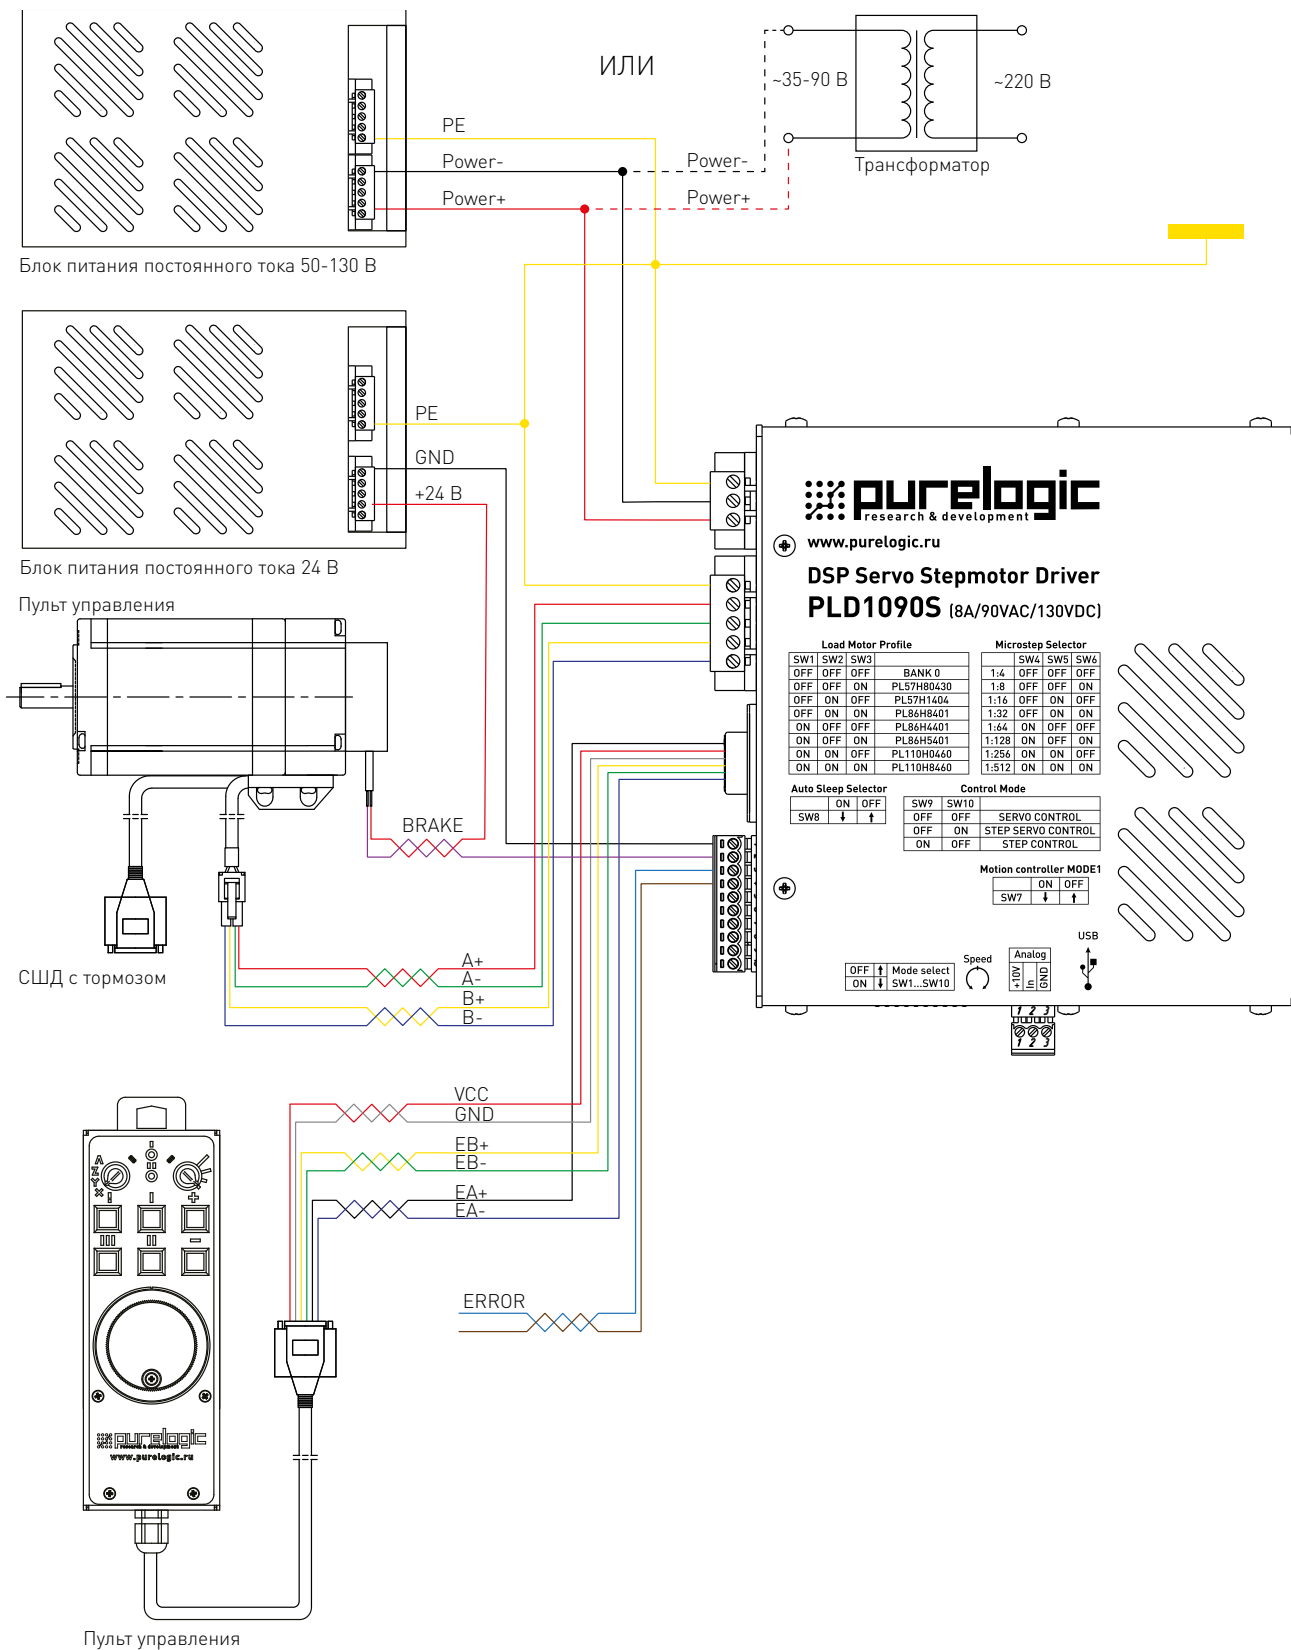 ИЛИ
~35-90 В
~220 В
Трансформатор
PE
Power-
Power-
Power+
Power+
Блок питания постоянного тока 50-130 В
PE
GND
+24 В
Блок питания постоянного тока 24 В
Пульт управления
BRAKE
A+
A-
B+
B-
СШД с тормозом
VCC
GND
EB+
EB-
EA+
EA-
ERROR
purelogic
research & development
www.purelogic.ru
DSP Servo Stepmotor Driver
PLD1090S (8A/90VAC/130VDC)
Load Motor Profile
SW1 SW2 SW3
OFF OFF OFF BANK 0
OFF OFF ON PL57H80430
OFF ON OFF PL57H1404
OFF ON ON PL86H8401
ON OFF OFF PL86H4401
ON OFF ON PL86H5401
ON ON OFF PL110H0460
ON ON ON PL110H8460
Microstep Selector
SW4 SW5 SW6
1:4 OFF OFF OFF
1:8 OFF OFF ON
1:16 OFF ON OFF
1:32 OFF ON ON
1:64 ON OFF OFF
1:128 ON OFF ON
1:256 ON ON OFF
1:512 ON ON ON
Auto Sleep Selector
ON OFF
SW8 ↓ ↑
Control Mode
SW9 SW10
OFF OFF SERVO CONTROL
OFF ON STEP SERVO CONTROL
ON OFF STEP CONTROL
Motion controller MODE1
ON OFF
SW7 ↓ ↑
OFF ↑ Mode select
ON ↓ SW1...SW10
Speed
Analog
+10V
In
GND
USB
1 2 3
1 2 3
A
Z
Y
X
purelogic
research & development
www.purelogic.ru
Пульт управления